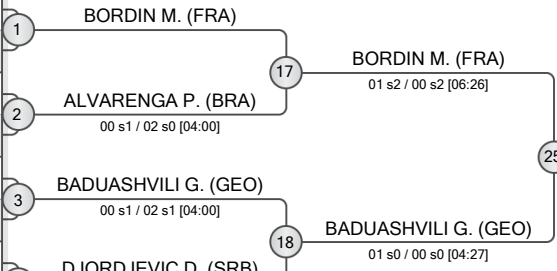 BORDIN M. (FRA)
1
17
BORDIN M. (FRA)
01 s2 / 00 s2 [06:26]
ALVARENGA P. (BRA)
2
00 s1 / 02 s0 [04:00]
25
BADUASHVILI G. (GEO)
3
00 s1 / 02 s1 [04:00]
18
BADUASHVILI G. (GEO)
01 s0 / 00 s0 [04:27]
DJORDJEVIC D. (SRB)